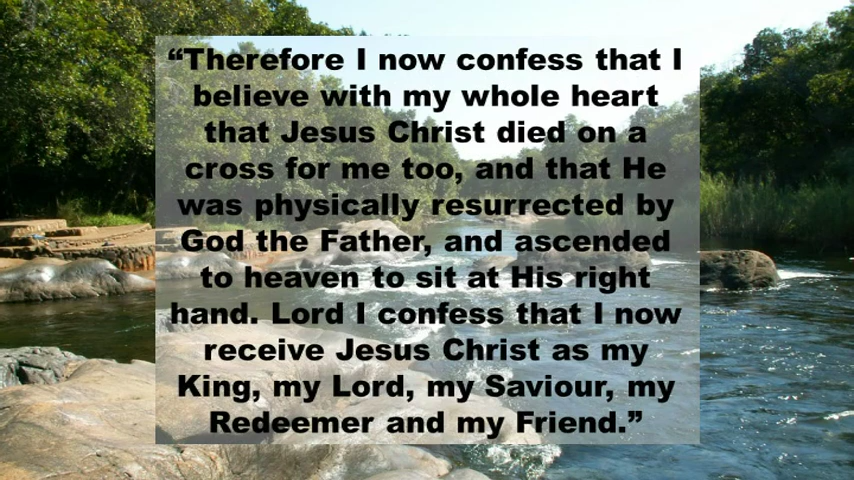 “Therefore I now confess that I
believe with my whole heart
that Jesus Christ died on a
cross for me too, and that He
was physically resurrected by
God the Father, and ascended
to heaven to sit at His right
hand. Lord I confess that I now
receive Jesus Christ as my
King, my Lord, my Saviour, my
Redeemer and my Friend.”